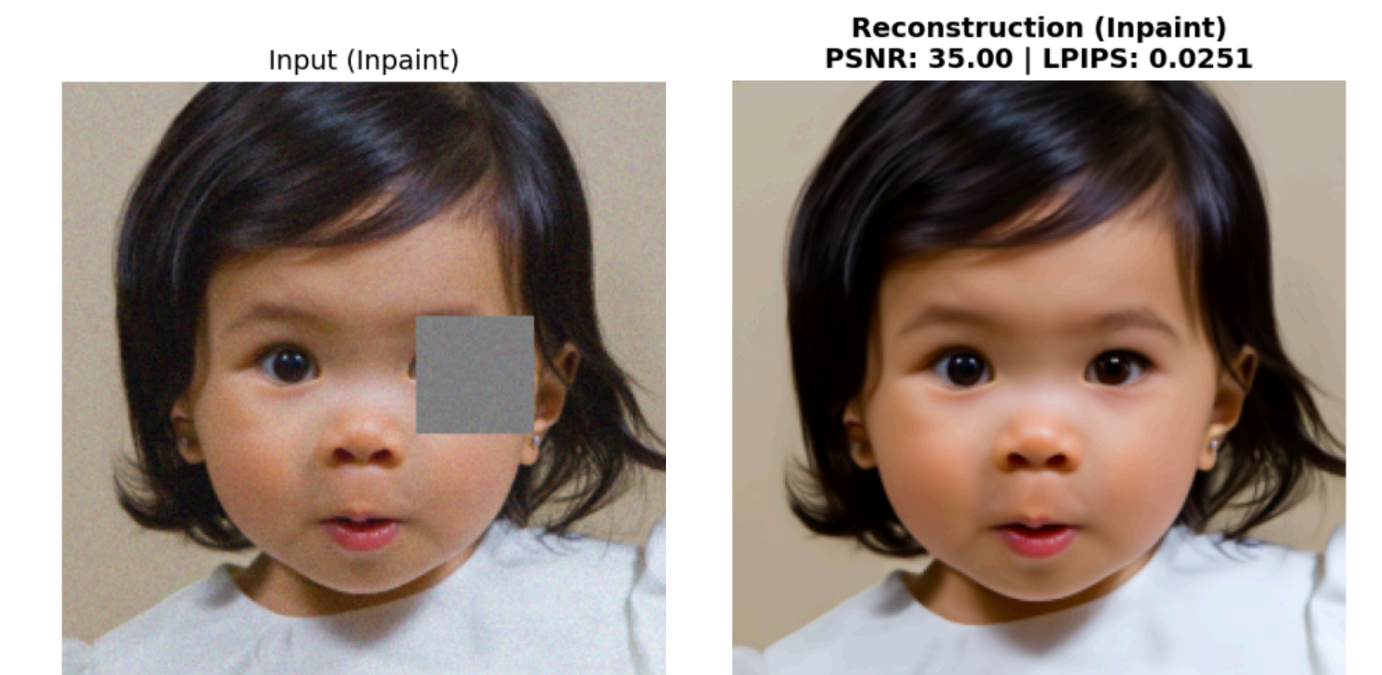 Input (Inpaint)
Reconstruction (Inpaint)
PSNR: 35.00 | LPIPS: 0.0251